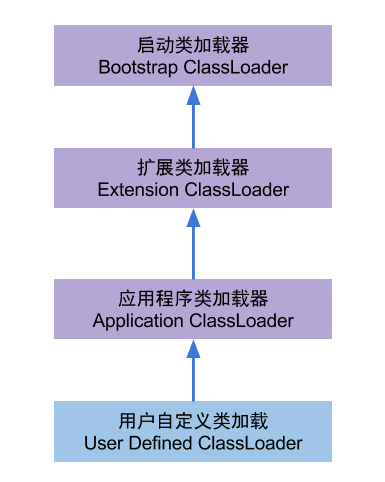 启动类加载器
Bootstrap ClassLoader
扩展类加载器
Extension ClassLoader
应用程序类加载器
Application ClassLoader
用户自定义类加载
User Defined ClassLoader